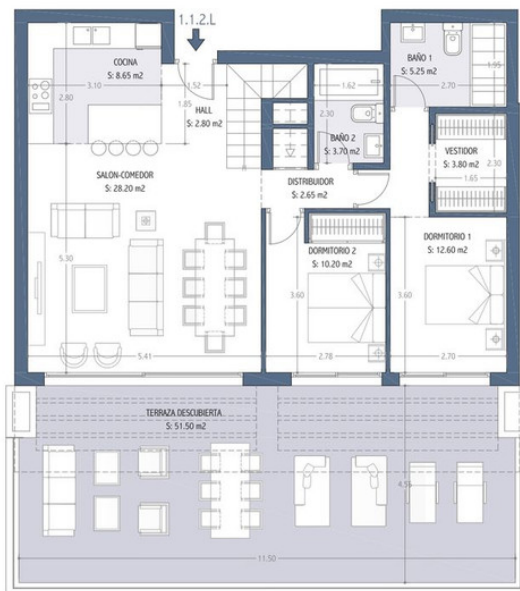 1.1.2.L
COCINA
S: 8.65 m2
3.10
2.80
1.52
1.85
HALL
S: 2.80 m2
BAÑO 1
S: 5.25 m2
1.95
2.70
1.62
2.30
BAÑO 2
S: 3.70 m2
VESTIDOR
S: 3.80 m2
2.30
1.65
SALON-COMEDOR
S: 28.20 m2
DISTRIBUIDOR
S: 2.65 m2
DORMITORIO 2
S: 10.20 m2
DORMITORIO 1
S: 12.60 m2
5.30
3.60
3.60
5.41
2.78
2.70
TERRAZA DESCUBIERTA
S: 51.50 m2
11.50